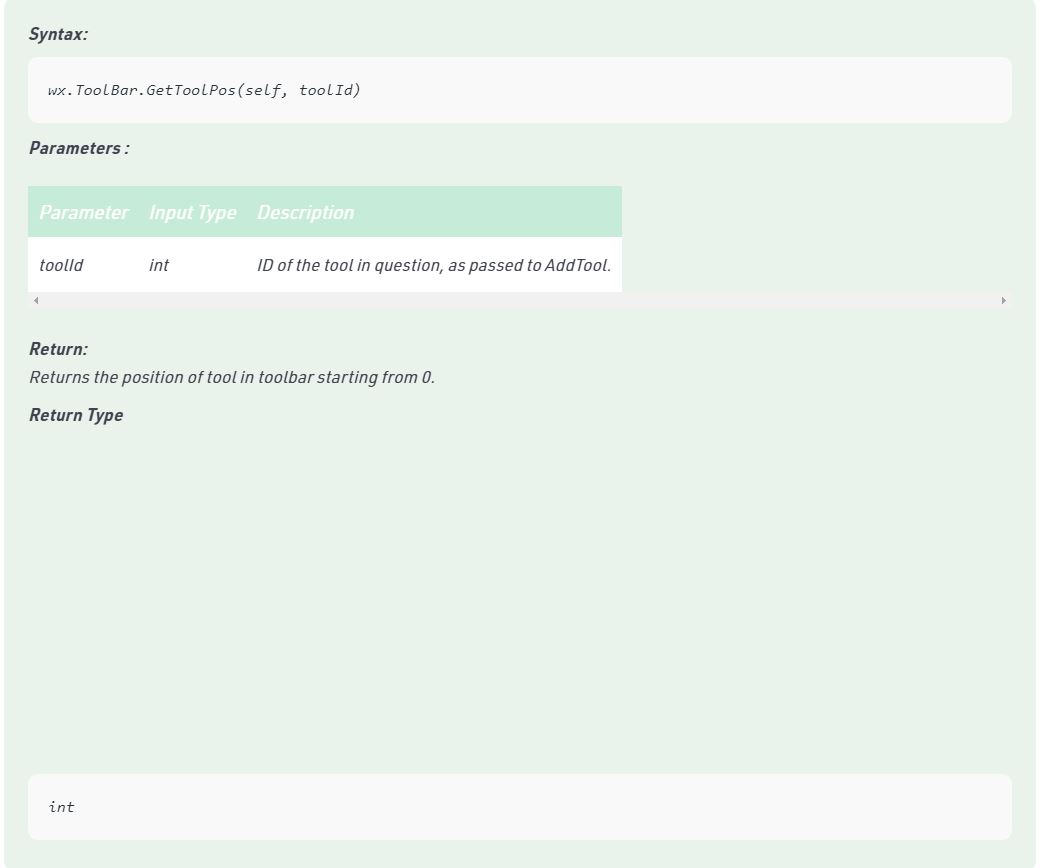 Syntax:
wx.ToolBar.GetToolPos(self, toolId)
Parameters :
Parameter Input Type Description
toolId int ID of the tool in question, as passed to AddTool.
Return:
Returns the position of tool in toolbar starting from 0.
Return Type
int